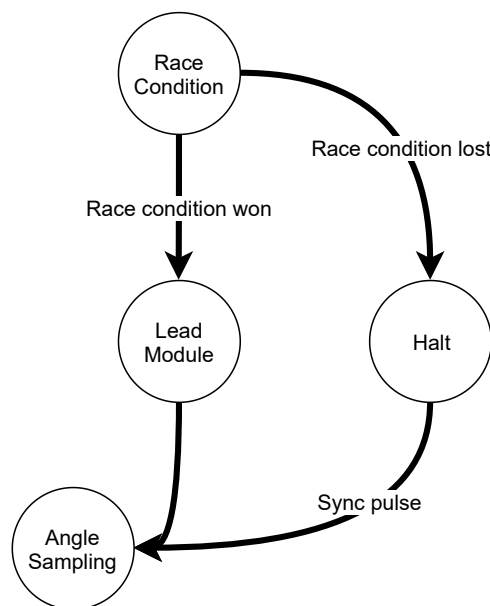 Race
Condition
Race condition lost
Race condition won
Lead
Module
Halt
Sync pulse
Angle
Sampling